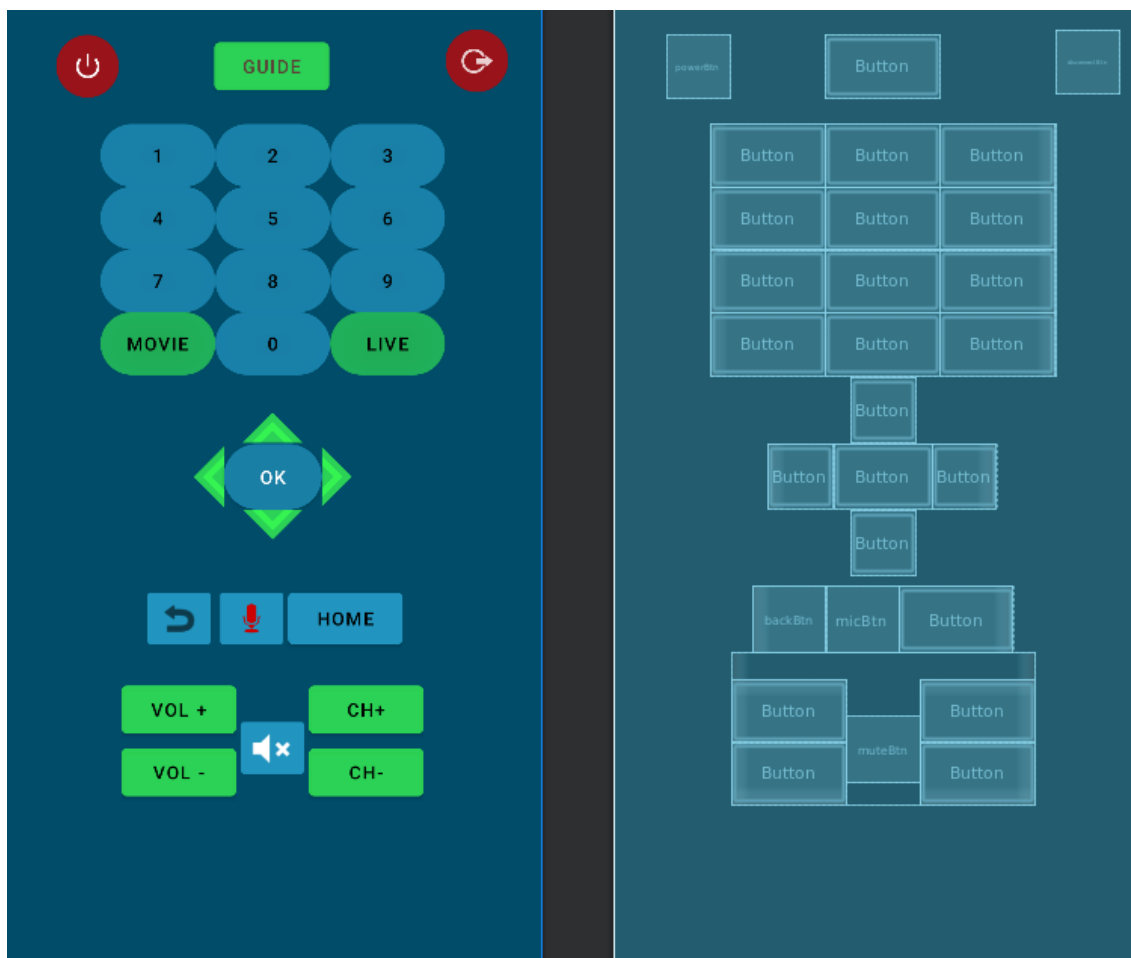 GUIDE
1 2 3
4 5 6
7 8 9
MOVIE 0 LIVE
OK
HOME
VOL + CH+
VOL - CH-
powerBtn Button
Button Button Button
Button Button Button
Button Button Button
Button Button Button
Button
Button Button Button
Button
backBtn micBtn Button
Button Button
muteBtn
Button Button